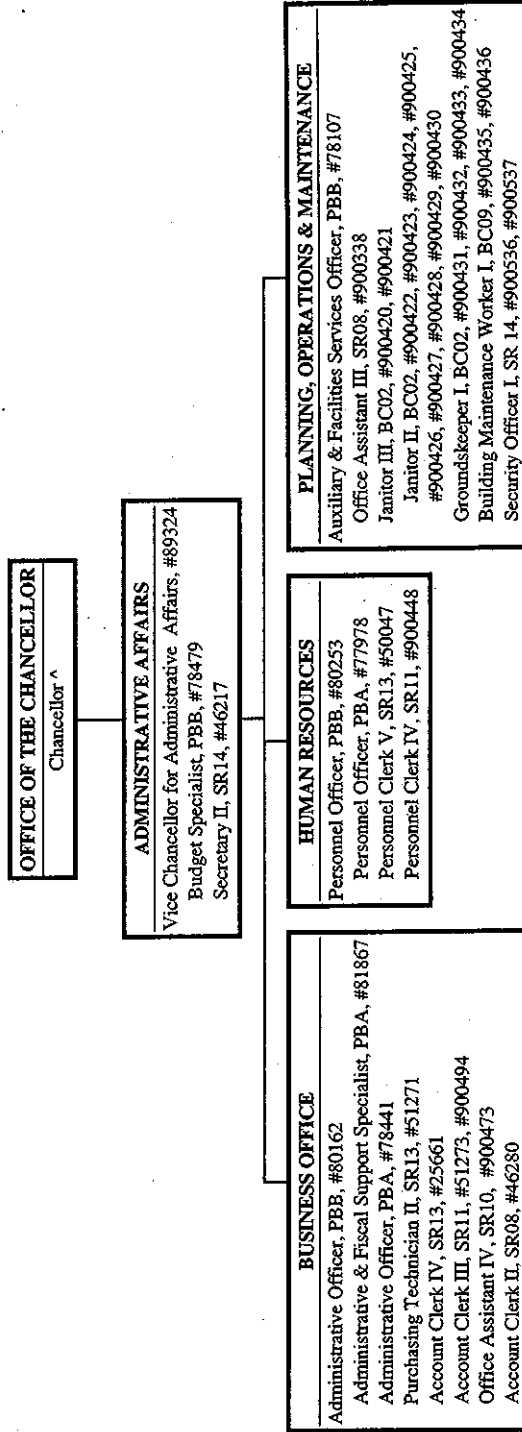 OFFICE OF THE CHANCELLOR
Chancellor ^
ADMINISTRATIVE AFFAIRS
Vice Chancellor for Administrative Affairs, #89324
Budget Specialist, PBB, #78479
Secretary II, SR14, #46217
BUSINESS OFFICE
Administrative Officer, PBB, #80162
Administrative & Fiscal Support Specialist, PBA, #81867
Administrative Officer, PBA, #78441
Purchasing Technician II, SR13, #51271
Account Clerk IV, SR13, #25661
Account Clerk III, SR11, #51273, #900494
Office Assistant IV, SR10, #900473
Account Clerk II, SR08, #46280
HUMAN RESOURCES
Personnel Officer, PBB, #80253
Personnel Officer, PBA, #77978
Personnel Clerk V, SR13, #50047
Personnel Clerk IV, SR11, #900448
PLANNING, OPERATIONS & MAINTENANCE
Auxiliary & Facilities Services Officer, PBB, #78107
Office Assistant III, SR08, #900338
Janitor III, BC02, #900420, #900421
Janitor II, BC02, #900422, #900423, #900424, #900425,
#900426, #900427, #900428, #900429, #900430
Groundskeeper I, BC02, #900431, #900432, #900433, #900434
Building Maintenance Worker I, BC09, #900435, #900436
Security Officer I, SR 14, #900536, #900537